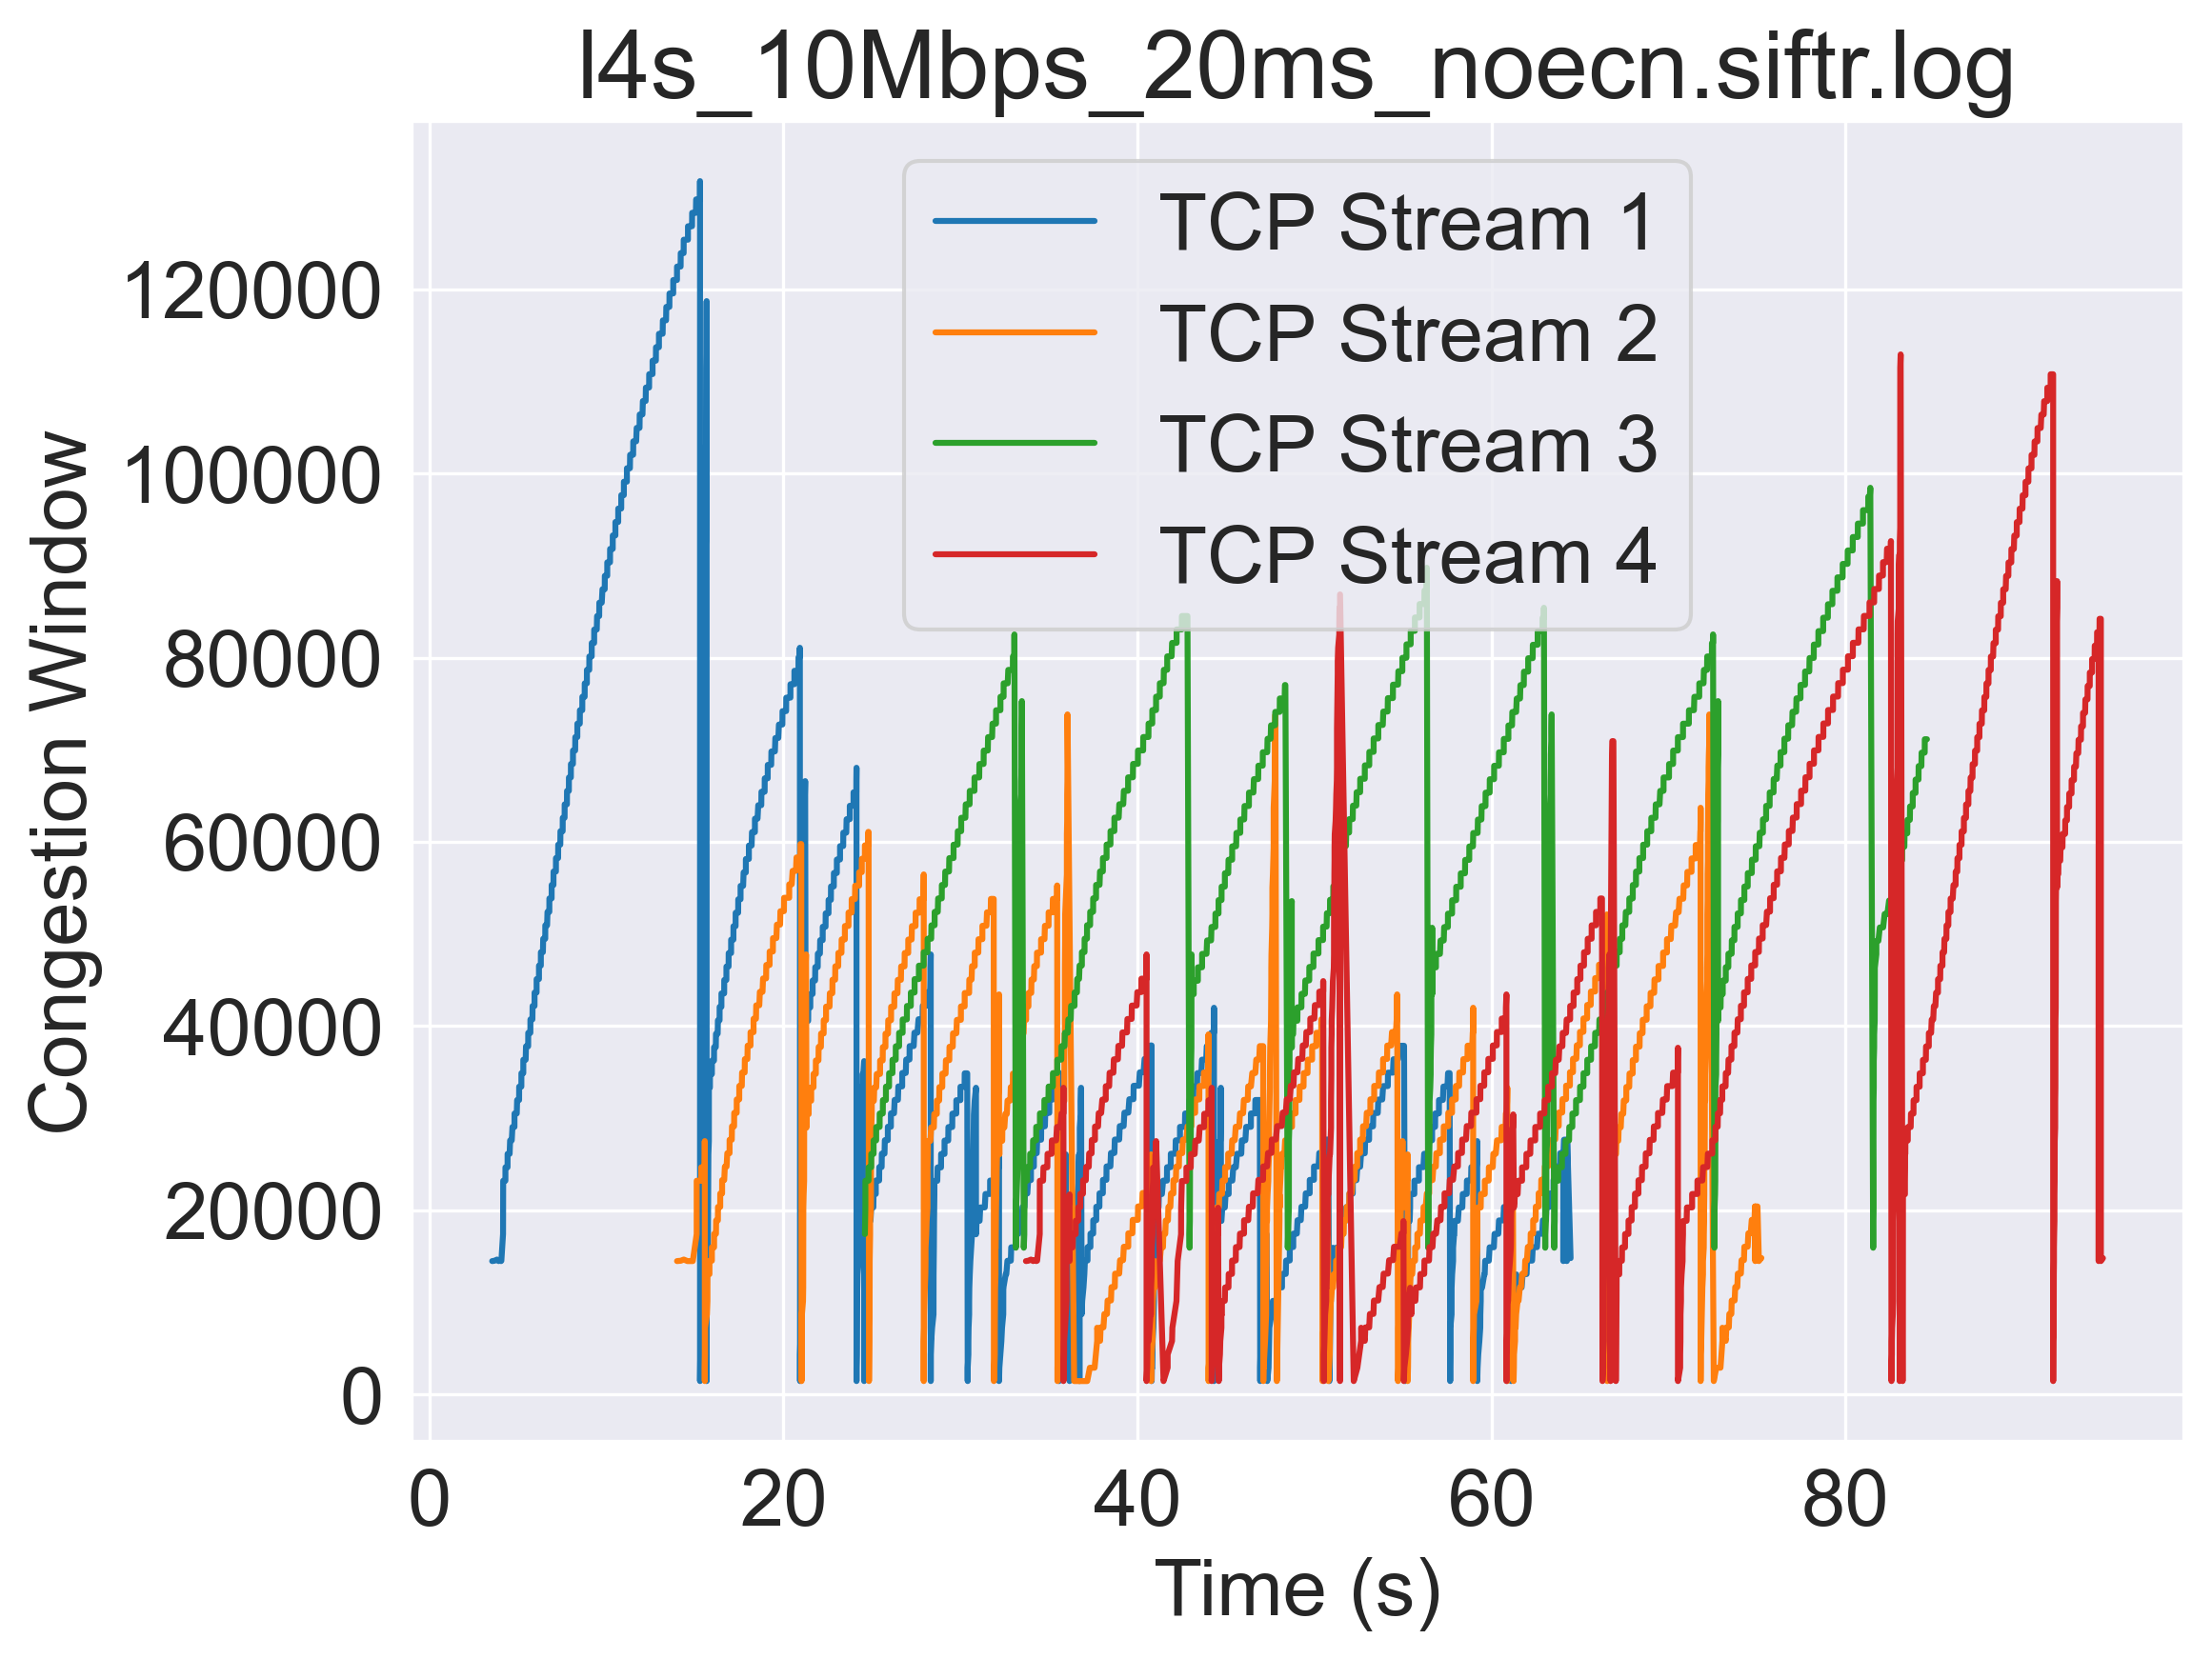 l4s_10Mbps_20ms_noecn.siftr.log
TCP Stream 1
TCP Stream 2
TCP Stream 3
TCP Stream 4
Congestion Window
120000
100000
80000
60000
40000
20000
0
0 20 40 60 80
Time (s)